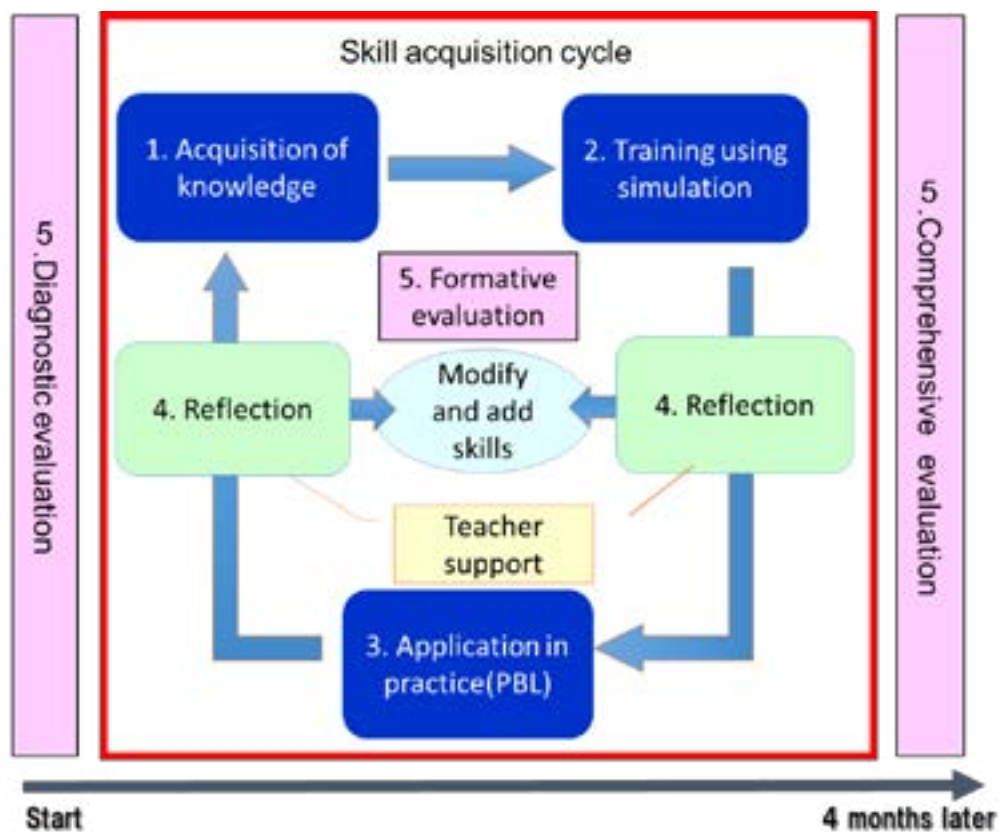 Skill acquisition cycle
1. Acquisition of
knowledge
2. Training using
simulation
5.Diagnostic evaluation
5. Formative
evaluation
5.Comprehensive evaluation
4. Reflection
Modify
and add
skills
4. Reflection
Teacher
support
3. Application in
practice(PBL)
Start
4 months later